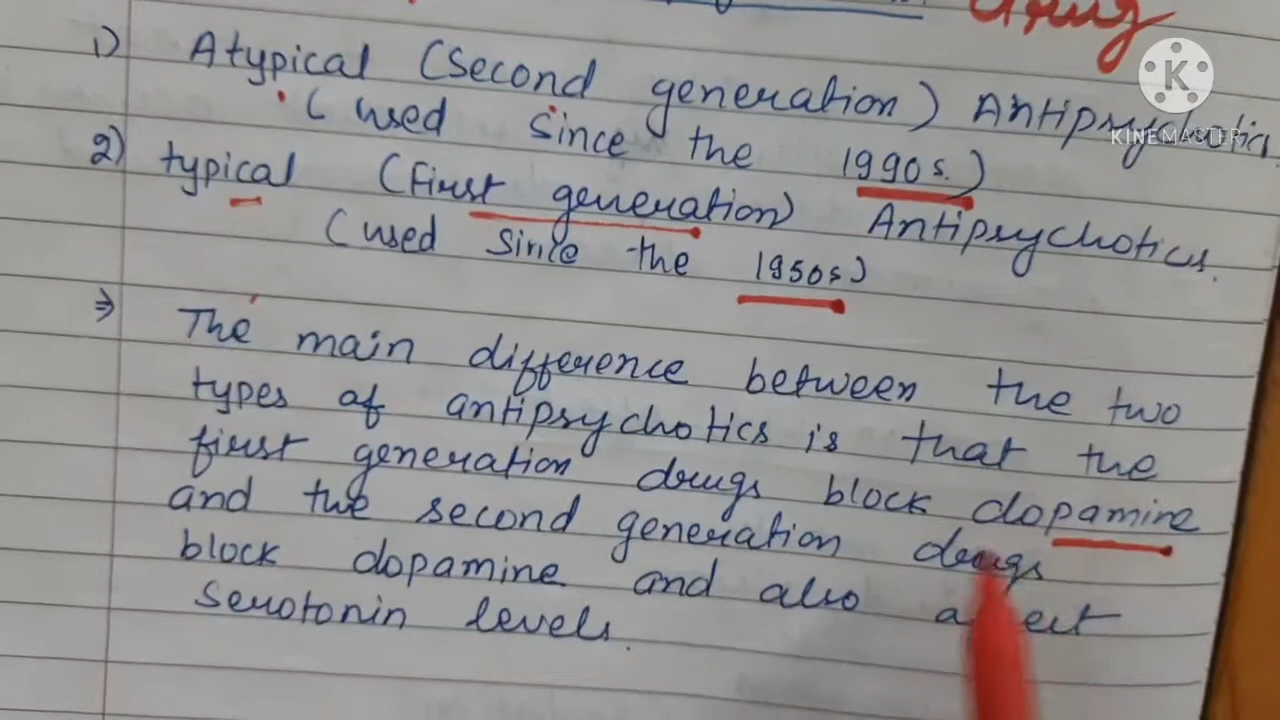 drug
1) Atypical (Second generation) Antipsychotics
(used since the 1990s.)
2) typical (First generation) Antipsychotics.
(used since the 1950s)
⇒ The main difference between the two
types of antipsychotics is that the
first generation drugs block dopamine
and the second generation drugs
block dopamine and also affect
serotonin levels.
K
KINEMASTER